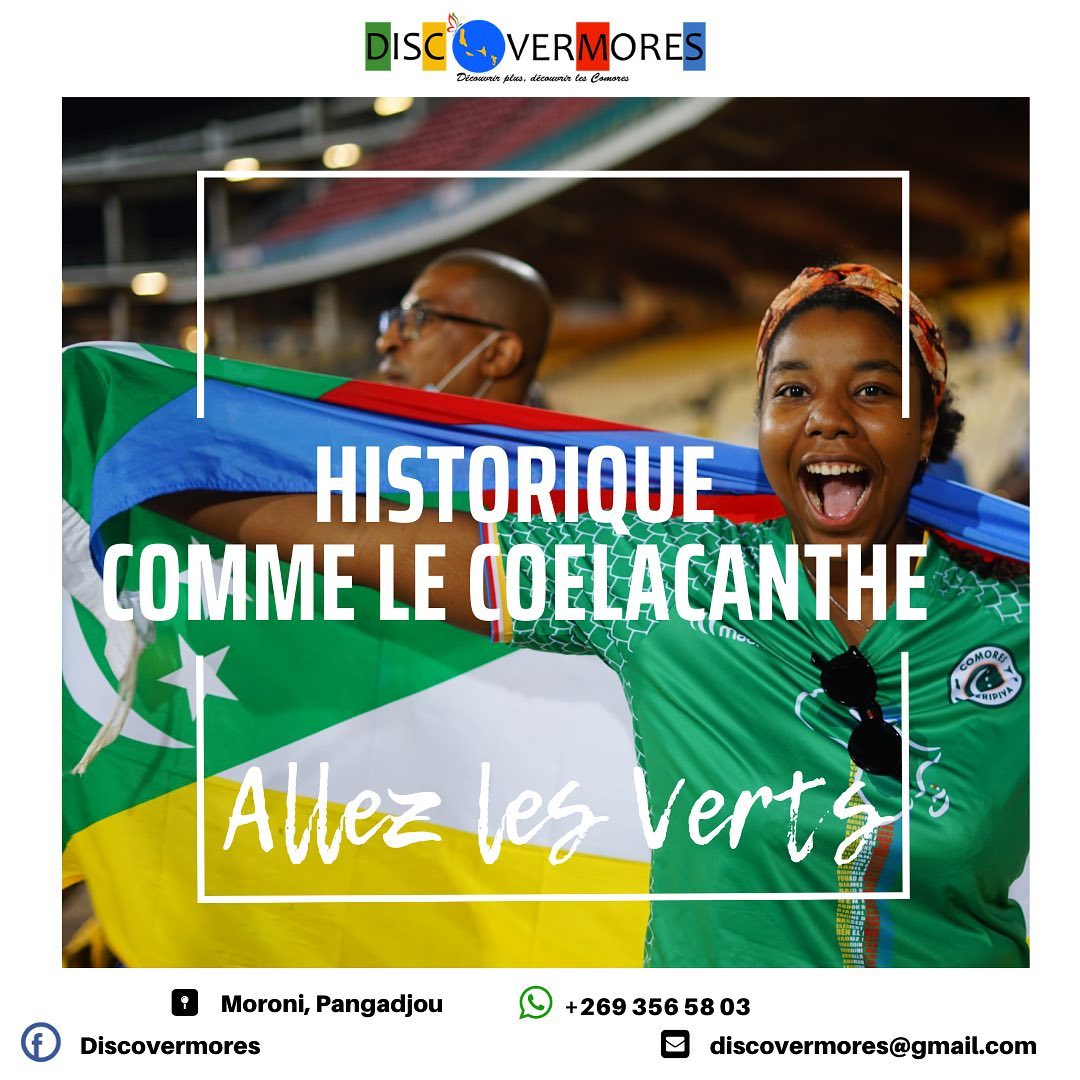 DISCOVERMORES
Découvrir plus, découvrir les Comores
HISTORIQUE
COMME LE COELACANTHE
Allez les Verts
COMORES
Moroni, Pangadjou
+269 356 58 03
Discovermores
discovermores@gmail.com